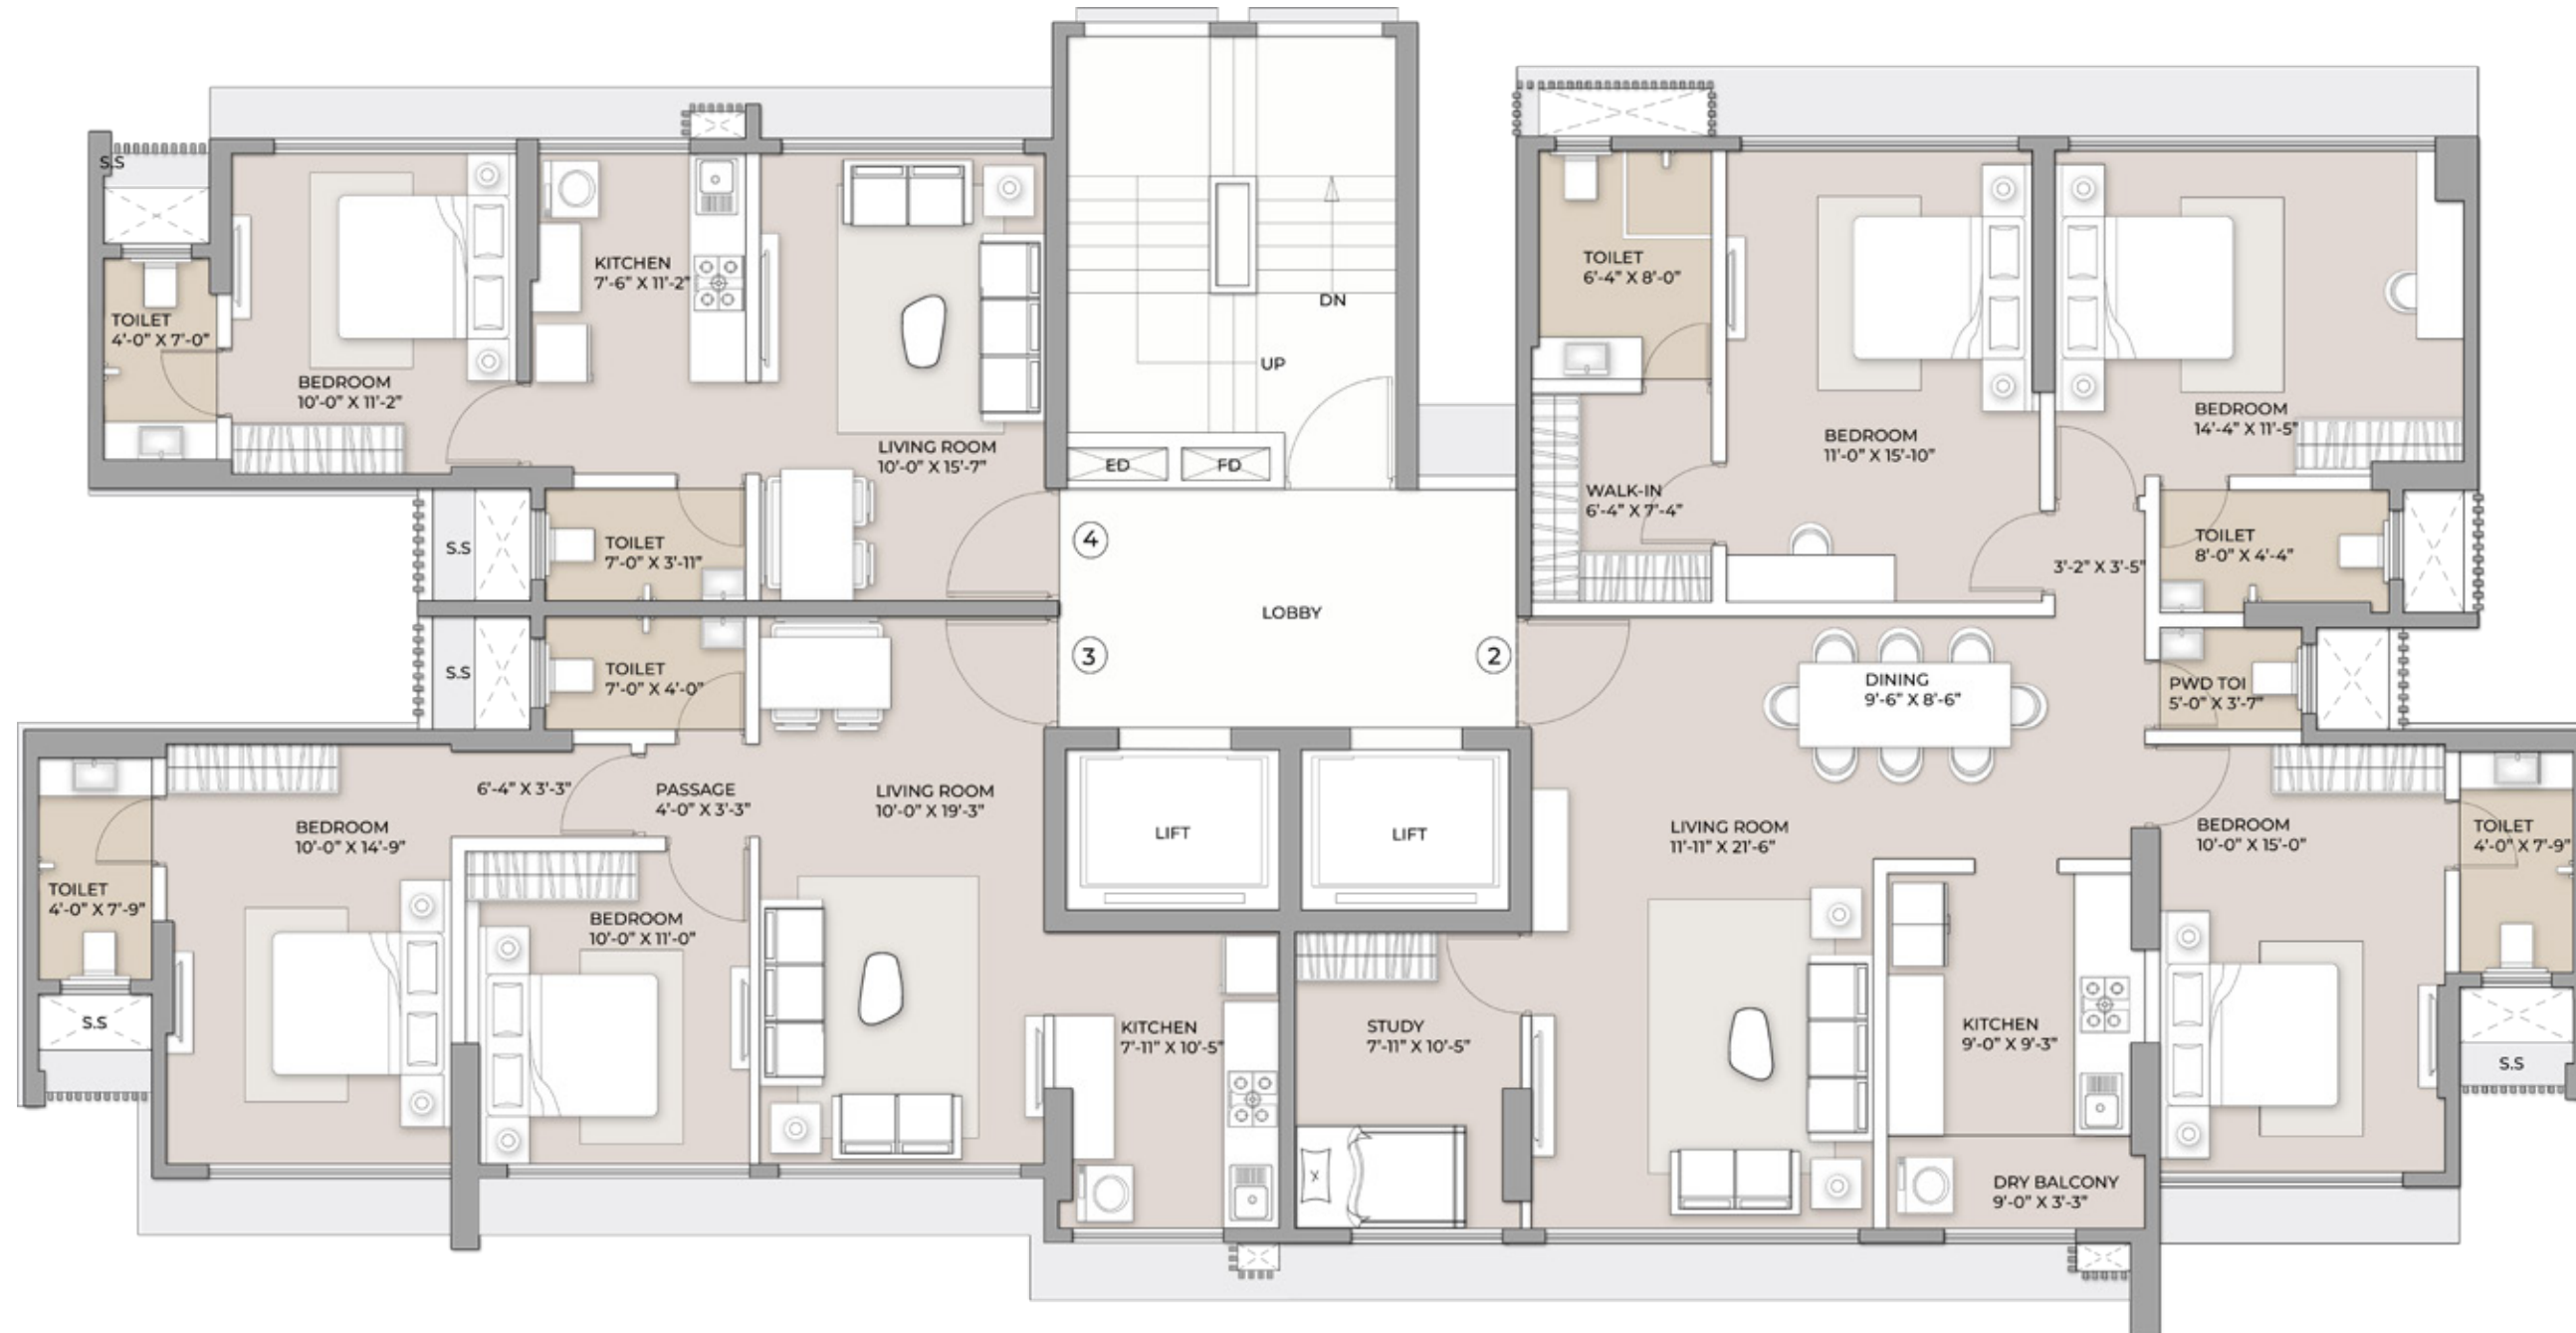 S.S
TOILET
4'-0" X 7'-0"
BEDROOM
10'-0" X 11'-2"
KITCHEN
7'-6" X 11'-2"
LIVING ROOM
10'-0" X 15'-7"
S.S
TOILET
7'-0" X 3'-11"
DN
UP
ED
FD
4
3
LOBBY
2
TOILET
6'-4" X 8'-0"
WALK-IN
6'-4" X 7'-4"
BEDROOM
11'-0" X 15'-10"
BEDROOM
14'-4" X 11'-5"
3'-2" X 3'-5"
TOILET
8'-0" X 4'-4"
PWD TOI
5'-0" X 3'-7"
DINING
9'-6" X 8'-6"
S.S
TOILET
7'-0" X 4'-0"
6'-4" X 3'-3"
PASSAGE
4'-0" X 3'-3"
LIVING ROOM
10'-0" X 19'-3"
BEDROOM
10'-0" X 14'-9"
TOILET
4'-0" X 7'-9"
S.S
BEDROOM
10'-0" X 11'-0"
KITCHEN
7'-11" X 10'-5"
LIFT
LIFT
STUDY
7'-11" X 10'-5"
LIVING ROOM
11'-11" X 21'-6"
KITCHEN
9'-0" X 9'-3"
DRY BALCONY
9'-0" X 3'-3"
BEDROOM
10'-0" X 15'-0"
TOILET
4'-0" X 7'-9"
S.S